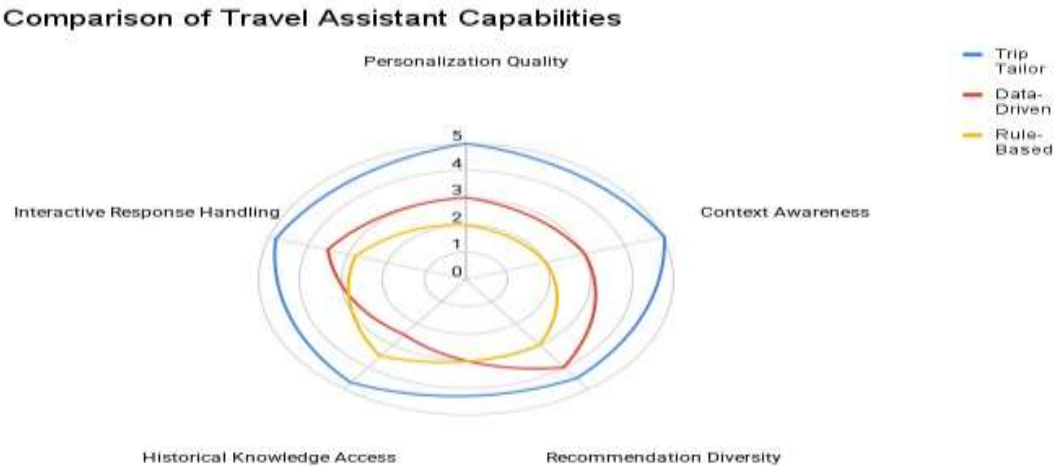 Comparison of Travel Assistant Capabilities
Personalization Quality
Trip
Tailor
Data-
Driven
Rule-
Based
5
4
3
2
1
0
Interactive Response Handling
Context Awareness
Historical Knowledge Access
Recommendation Diversity